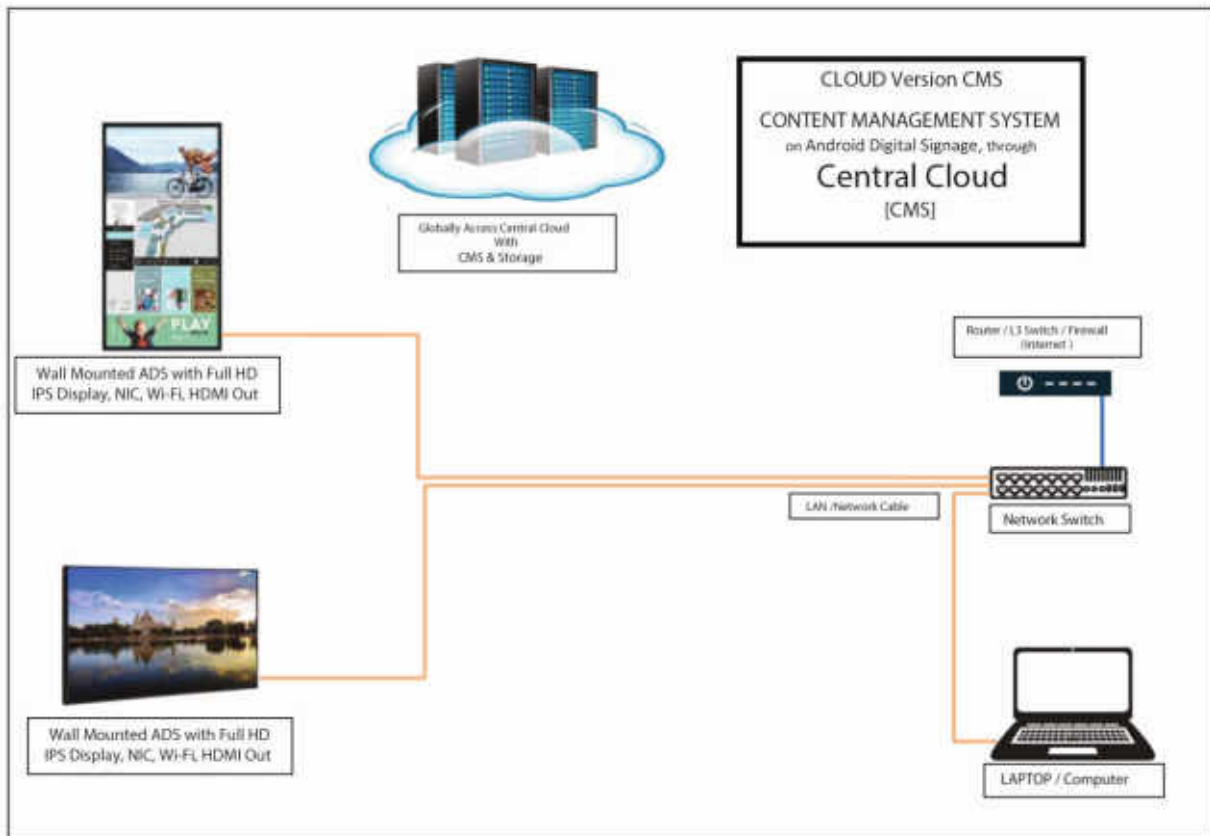 CLOUD Version CMS
CONTENT MANAGEMENT SYSTEM
on Android Digital Signage, through
Central Cloud
[CMS]
Globally Access Central Cloud
With
CMS & Storage
PLAY
Wall Mounted ADS with Full HD
IPS Display, NIC, Wi-Fi, HDMI Out
Router / L3 Switch / Firewall
(Internet )
LAN /Network Cable
Network Switch
Wall Mounted ADS with Full HD
IPS Display, NIC, Wi-Fi, HDMI Out
LAPTOP / Computer